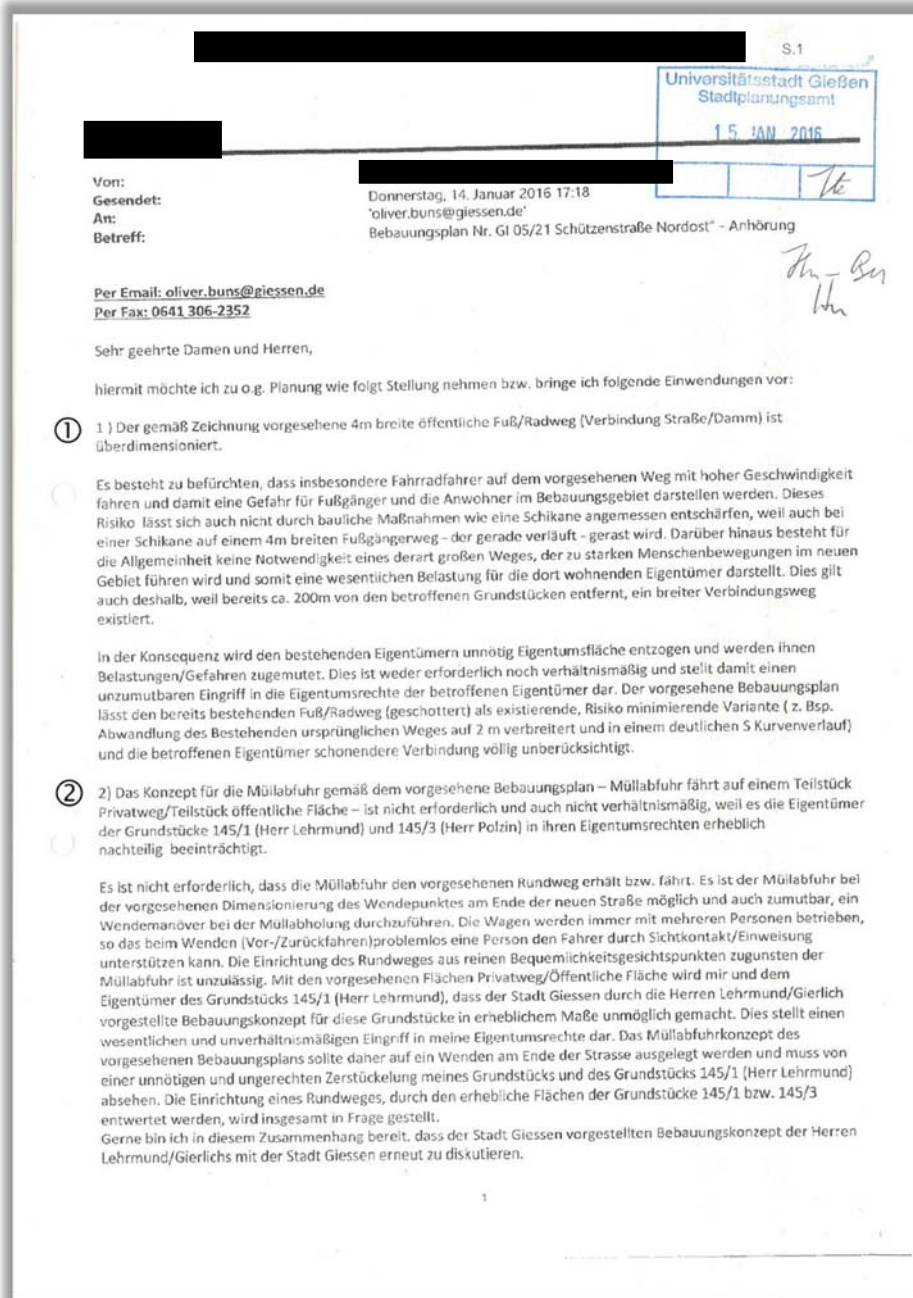 S.1
Universitätsstadt Gießen
Stadtplanungsamt
15. JAN 2016
Von:
Gesendet: Donnerstag, 14. Januar 2016 17:18
An: 'oliver.buns@giessen.de'
Betreff: Bebauungsplan Nr. GI 05/21 Schützenstraße Nordost" - Anhörung
Per Email: oliver.buns@giessen.de
Per Fax: 0641 306-2352
Sehr geehrte Damen und Herren,
hiermit möchte ich zu o.g. Planung wie folgt Stellung nehmen bzw. bringe ich folgende Einwendungen vor:
① 1 ) Der gemäß Zeichnung vorgesehene 4m breite öffentliche Fuß/Radweg (Verbindung Straße/Damm) ist
überdimensioniert.
Es besteht zu befürchten, dass insbesondere Fahrradfahrer auf dem vorgesehenen Weg mit hoher Geschwindigkeit
fahren und damit eine Gefahr für Fußgänger und die Anwohner im Bebauungsgebiet darstellen werden. Dieses
Risiko lässt sich auch nicht durch bauliche Maßnahmen wie eine Schikane angemessen entschärfen, weil auch bei
einer Schikane auf einem 4m breiten Fußgängerweg - der gerade verläuft - gerast wird. Darüber hinaus besteht für
die Allgemeinheit keine Notwendigkeit eines derart großen Weges, der zu starken Menschenbewegungen im neuen
Gebiet führen wird und somit eine wesentlichen Belastung für die dort wohnenden Eigentümer darstellt. Dies gilt
auch deshalb, weil bereits ca. 200m von den betroffenen Grundstücken entfernt, ein breiter Verbindungsweg
existiert.
In der Konsequenz wird den bestehenden Eigentümern unnötig Eigentumsfläche entzogen und werden ihnen
Belastungen/Gefahren zugemutet. Dies ist weder erforderlich noch verhältnismäßig und stellt damit einen
unzumutbaren Eingriff in die Eigentumsrechte der betroffenen Eigentümer dar. Der vorgesehene Bebauungsplan
lässt den bereits bestehenden Fuß/Radweg (geschottert) als existierende, Risiko minimierende Variante ( z. Bsp.
Abwandlung des Bestehenden ursprünglichen Weges auf 2 m verbreitert und in einem deutlichen S Kurvenverlauf)
und die betroffenen Eigentümer schonendere Verbindung völlig unberücksichtigt.
② 2) Das Konzept für die Müllabfuhr gemäß dem vorgesehene Bebauungsplan – Müllabfuhr fährt auf einem Teilstück
Privatweg/Teilstück öffentliche Fläche – ist nicht erforderlich und auch nicht verhältnismäßig, weil es die Eigentümer
der Grundstücke 145/1 (Herr Lehrmund) und 145/3 (Herr Polzin) in ihren Eigentumsrechten erheblich
nachteilig beeinträchtigt.
Es ist nicht erforderlich, dass die Müllabfuhr den vorgesehenen Rundweg erhält bzw. fährt. Es ist der Müllabfuhr bei
der vorgesehenen Dimensionierung des Wendepunktes am Ende der neuen Straße möglich und auch zumutbar, ein
Wendemanöver bei der Müllabholung durchzuführen. Die Wagen werden immer mit mehreren Personen betrieben,
so das beim Wenden (Vor-/Zurückfahren)problemlos eine Person den Fahrer durch Sichtkontakt/Einweisung
unterstützen kann. Die Einrichtung des Rundweges aus reinen Bequemlichkeitsgesichtspunkten zugunsten der
Müllabfuhr ist unzulässig. Mit den vorgesehenen Flächen Privatweg/Öffentliche Fläche wird mir und dem
Eigentümer des Grundstücks 145/1 (Herr Lehrmund), dass der Stadt Giessen durch die Herren Lehrmund/Gierlich
vorgestellte Bebauungskonzept für diese Grundstücke in erheblichem Maße unmöglich gemacht. Dies stellt einen
wesentlichen und unverhältnismäßigen Eingriff in meine Eigentumsrechte dar. Das Müllabfuhrkonzept des
vorgesehenen Bebauungsplans sollte daher auf ein Wenden am Ende der Strasse ausgelegt werden und muss von
einer unnötigen und ungerechten Zerstückelung meines Grundstücks und des Grundstücks 145/1 (Herr Lehrmund)
absehen. Die Einrichtung eines Rundweges, durch den erhebliche Flächen der Grundstücke 145/1 bzw. 145/3
entwertet werden, wird insgesamt in Frage gestellt.
Gerne bin ich in diesem Zusammenhang bereit, dass der Stadt Giessen vorgestellten Bebauungskonzept der Herren
Lehrmund/Gierlichs mit der Stadt Giessen erneut zu diskutieren.
1